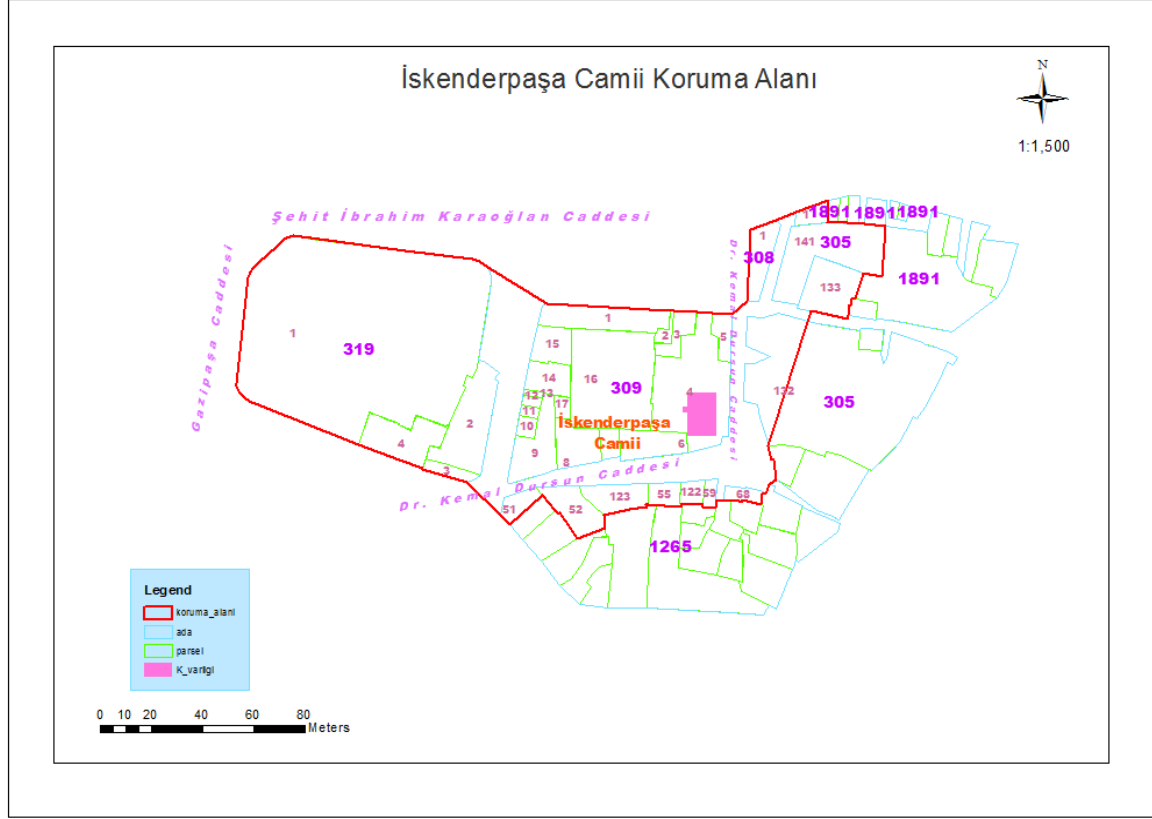 İskenderpaşa Camii Koruma Alanı
N
1:1,500
Şehit İbrahim Karaoğlan Caddesi
Gazipaşa Caddesi
Dr. Kemal Dursun Caddesi
1
1891
1891
1891
1
308
141
305
133
1891
1
319
1
2
3
5
15
14
16
309
4
132
305
12
13
11
17
10
İskenderpaşa
Camii
2
4
6
9
8
3
Dr. Kemal Dursun Caddesi
51
52
123
55
122
59
68
1265
Legend
koruma_alani
ada
parsel
K_varligi
0 10 20 40 60 80
Meters